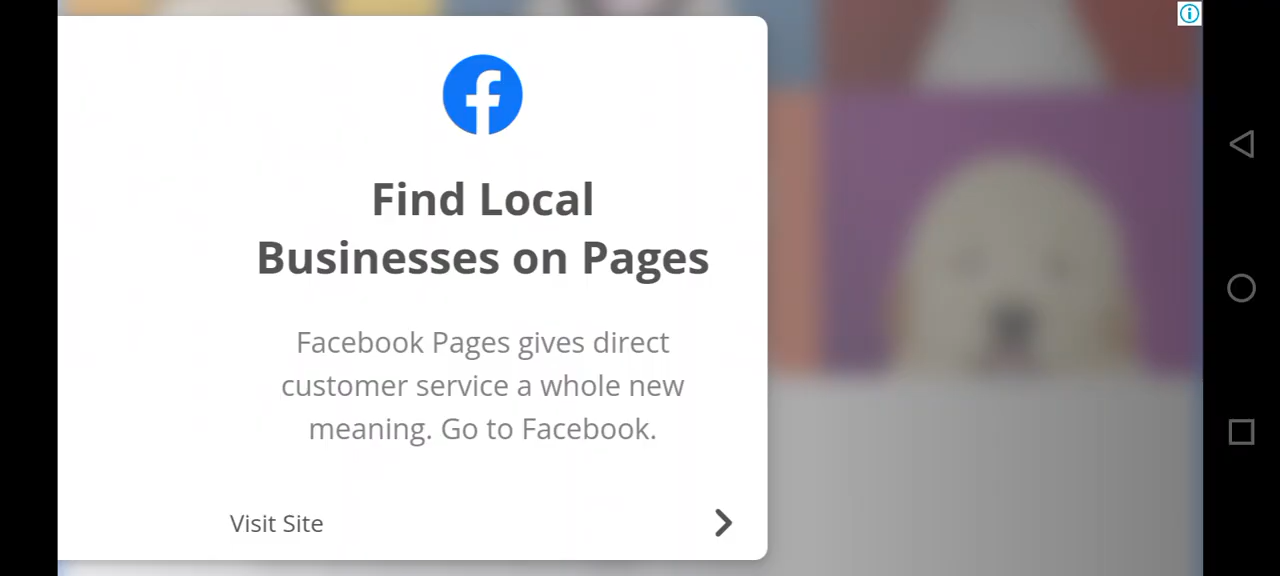 Find Local
Businesses on Pages
Facebook Pages gives direct
customer service a whole new
meaning. Go to Facebook.
Visit Site